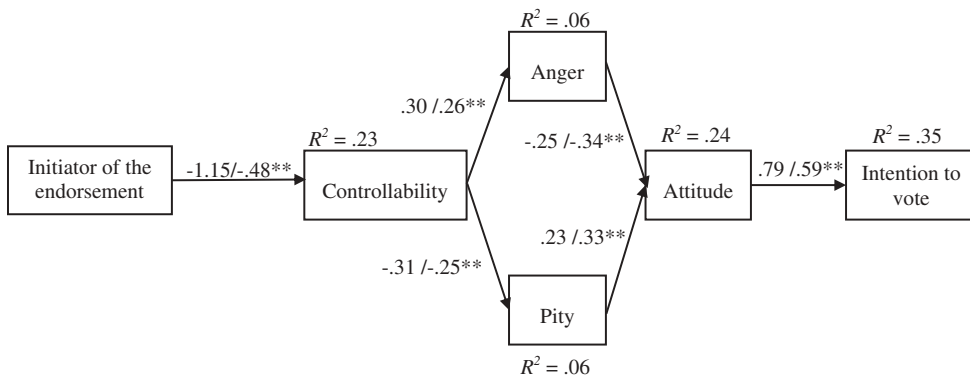 R² = .06
Anger
.30 /.26**
-.25 /-.34**
R² = .23
R² = .24
R² = .35
Initiator of the
endorsement
-1.15/-.48**
Controllability
Attitude
.79 /.59**
Intention to
vote
-.31 /-.25**
.23 /.33**
Pity
R² = .06